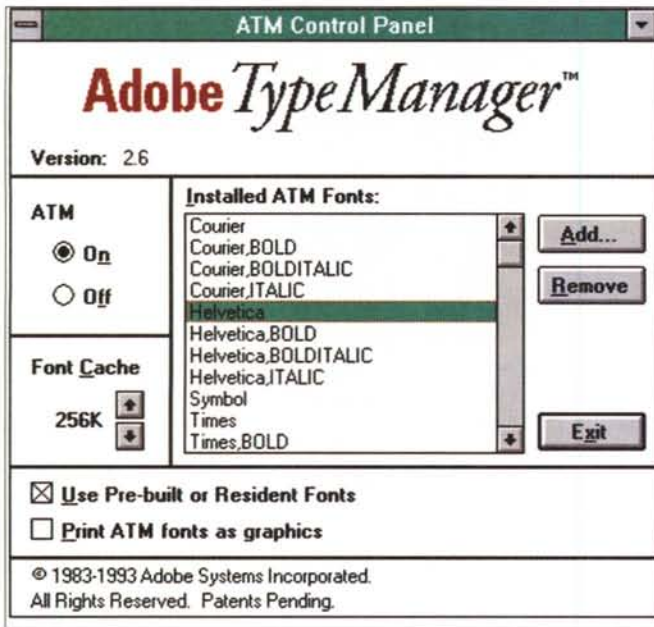 ATM Control Panel
Adobe Type Manager™
Version: 2.6
ATM
On
Off
Font Cache
256K
Installed ATM Fonts:
Courier
Courier,BOLD
Courier,BOLDITALIC
Courier,ITALIC
Helvetica
Helvetica,BOLD
Helvetica,BOLDITALIC
Helvetica,ITALIC
Symbol
Times
Times,BOLD
Add...
Remove
Exit
Use Pre-built or Resident Fonts
Print ATM fonts as graphics
© 1983-1993 Adobe Systems Incorporated.
All Rights Reserved. Patents Pending.